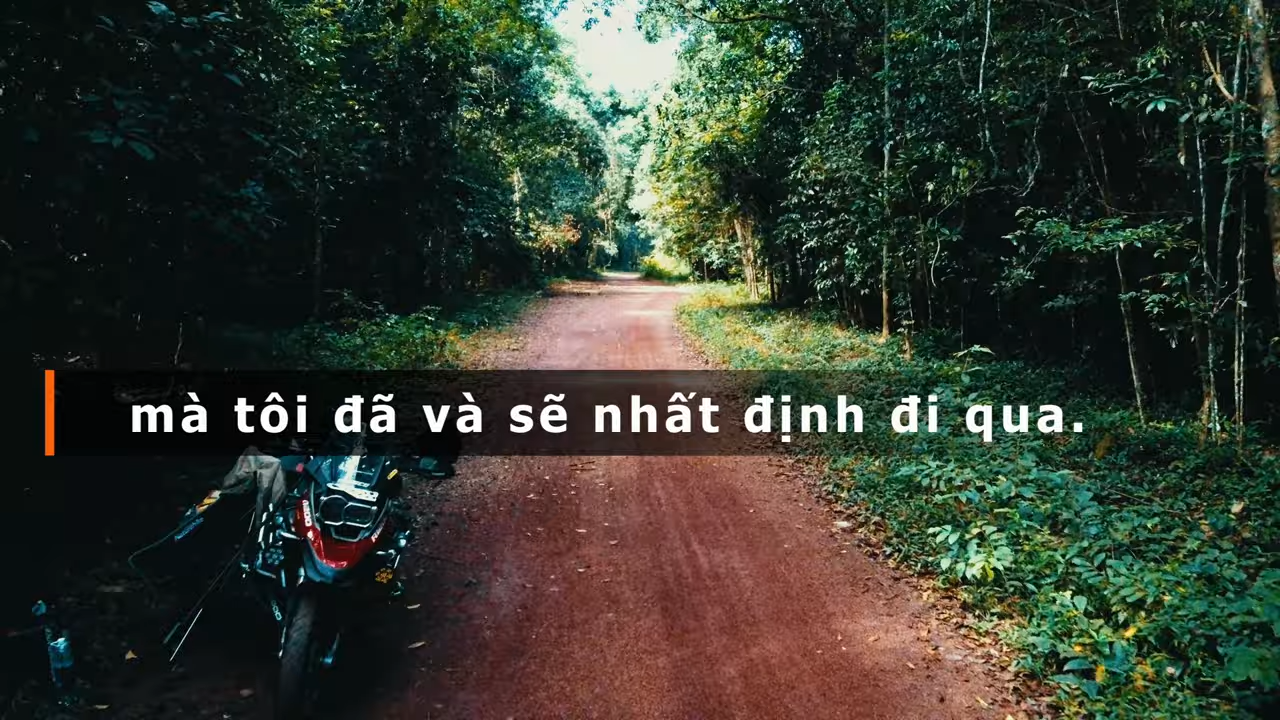 mà tôi đã và sẽ nhất định đi qua.